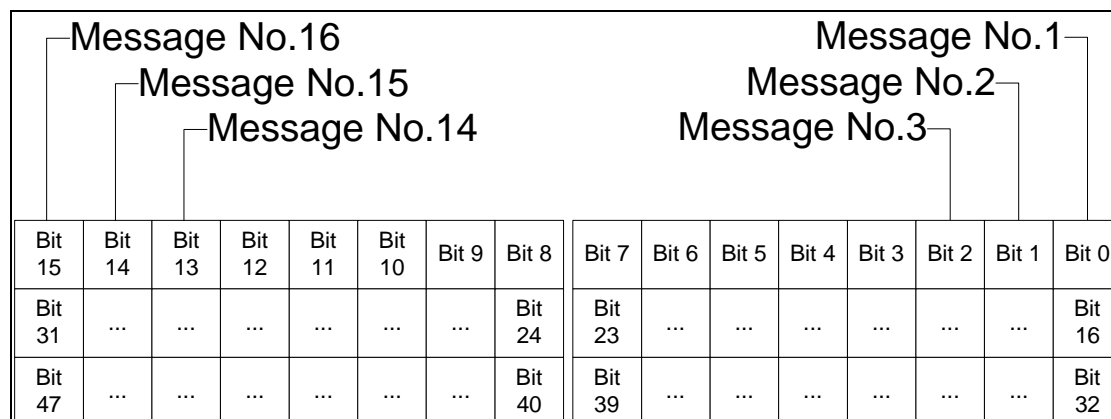 Message No.16 Message No.1
Message No.15 Message No.2
Message No.14 Message No.3
Bit 15 Bit 14 Bit 13 Bit 12 Bit 11 Bit 10 Bit 9 Bit 8 Bit 7 Bit 6 Bit 5 Bit 4 Bit 3 Bit 2 Bit 1 Bit 0
Bit 31 ... ... ... ... ... ... Bit 24 Bit 23 ... ... ... ... ... ... Bit 16
Bit 47 ... ... ... ... ... ... Bit 40 Bit 39 ... ... ... ... ... ... Bit 32